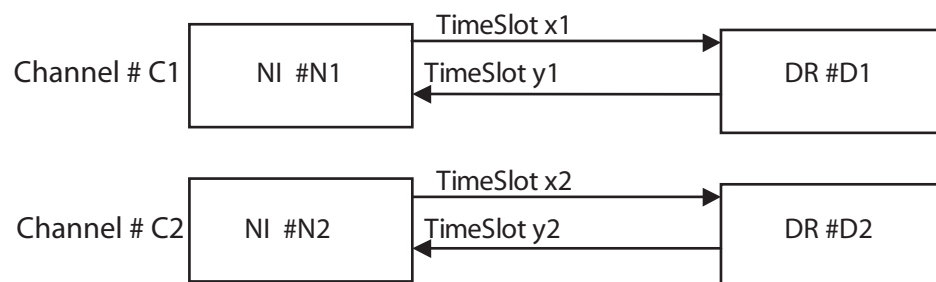 TimeSlot x1
Channel # C1
NI #N1
TimeSlot y1
DR #D1
TimeSlot x2
Channel # C2
NI #N2
TimeSlot y2
DR #D2